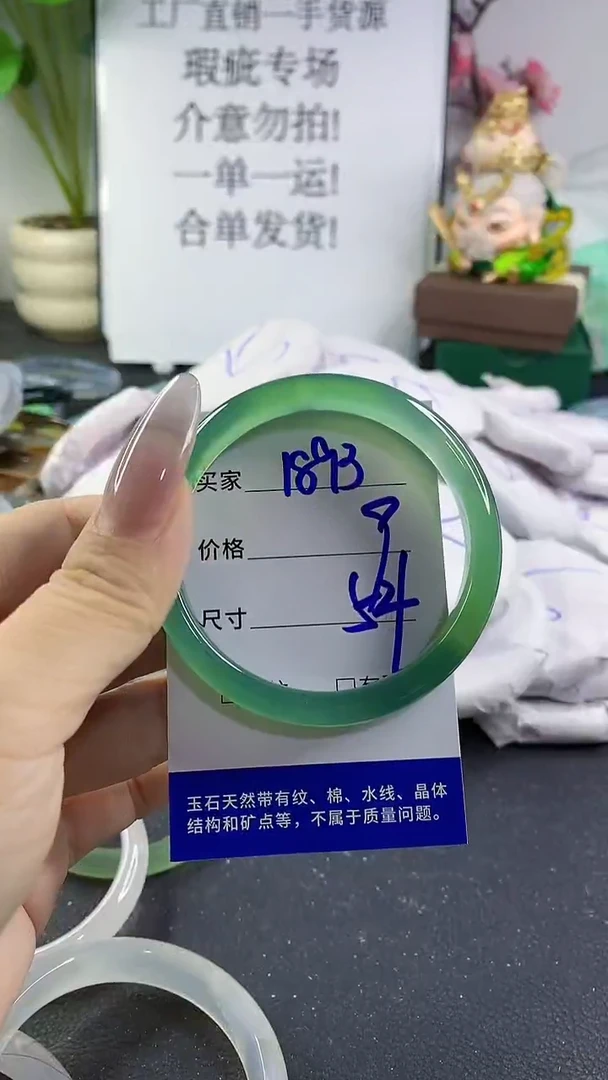 工厂直销一手货源
瑕疵专场
介意勿拍!
一单一运!
合单发货!
买家 1893
价格
尺寸
玉石天然带有纹、棉、水线、晶体
结构和矿点等，不属于质量问题。